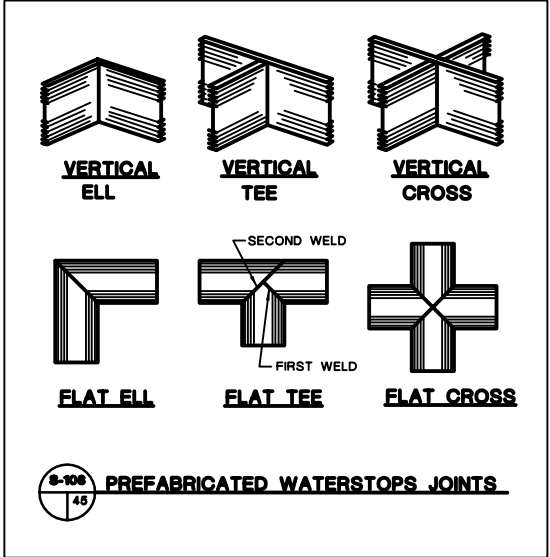 VERTICAL
ELL
VERTICAL
TEE
VERTICAL
CROSS
SECOND WELD
FIRST WELD
FLAT ELL
FLAT TEE
FLAT CROSS
S-106
45
PREFABRICATED WATERSTOPS JOINTS